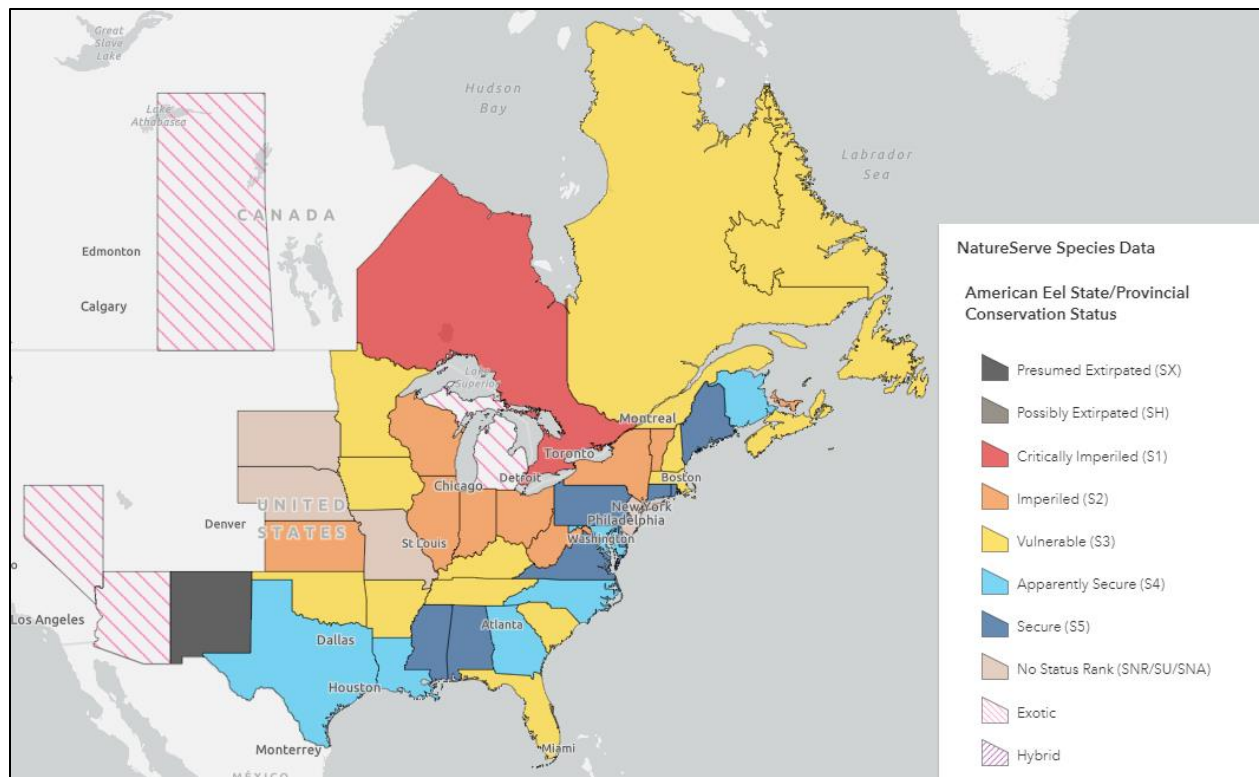 Great
Slave
Lake
Hudson
Bay
Lake
Athabasca
Labrador
Sea
CANADA
Edmonton
Calgary
Lake
Superior
Montreal
Toronto
Boston
Detroit
Chicago
New York
Philadelphia
UNITED
STATES
Denver
St Louis
Washington
Los Angeles
Atlanta
Dallas
Houston
Monterrey
Miami
MÉXICO
NatureServe Species Data
American Eel State/Provincial
Conservation Status
Presumed Extirpated (SX)
Possibly Extirpated (SH)
Critically Imperiled (S1)
Imperiled (S2)
Vulnerable (S3)
Apparently Secure (S4)
Secure (S5)
No Status Rank (SNR/SU/SNA)
Exotic
Hybrid